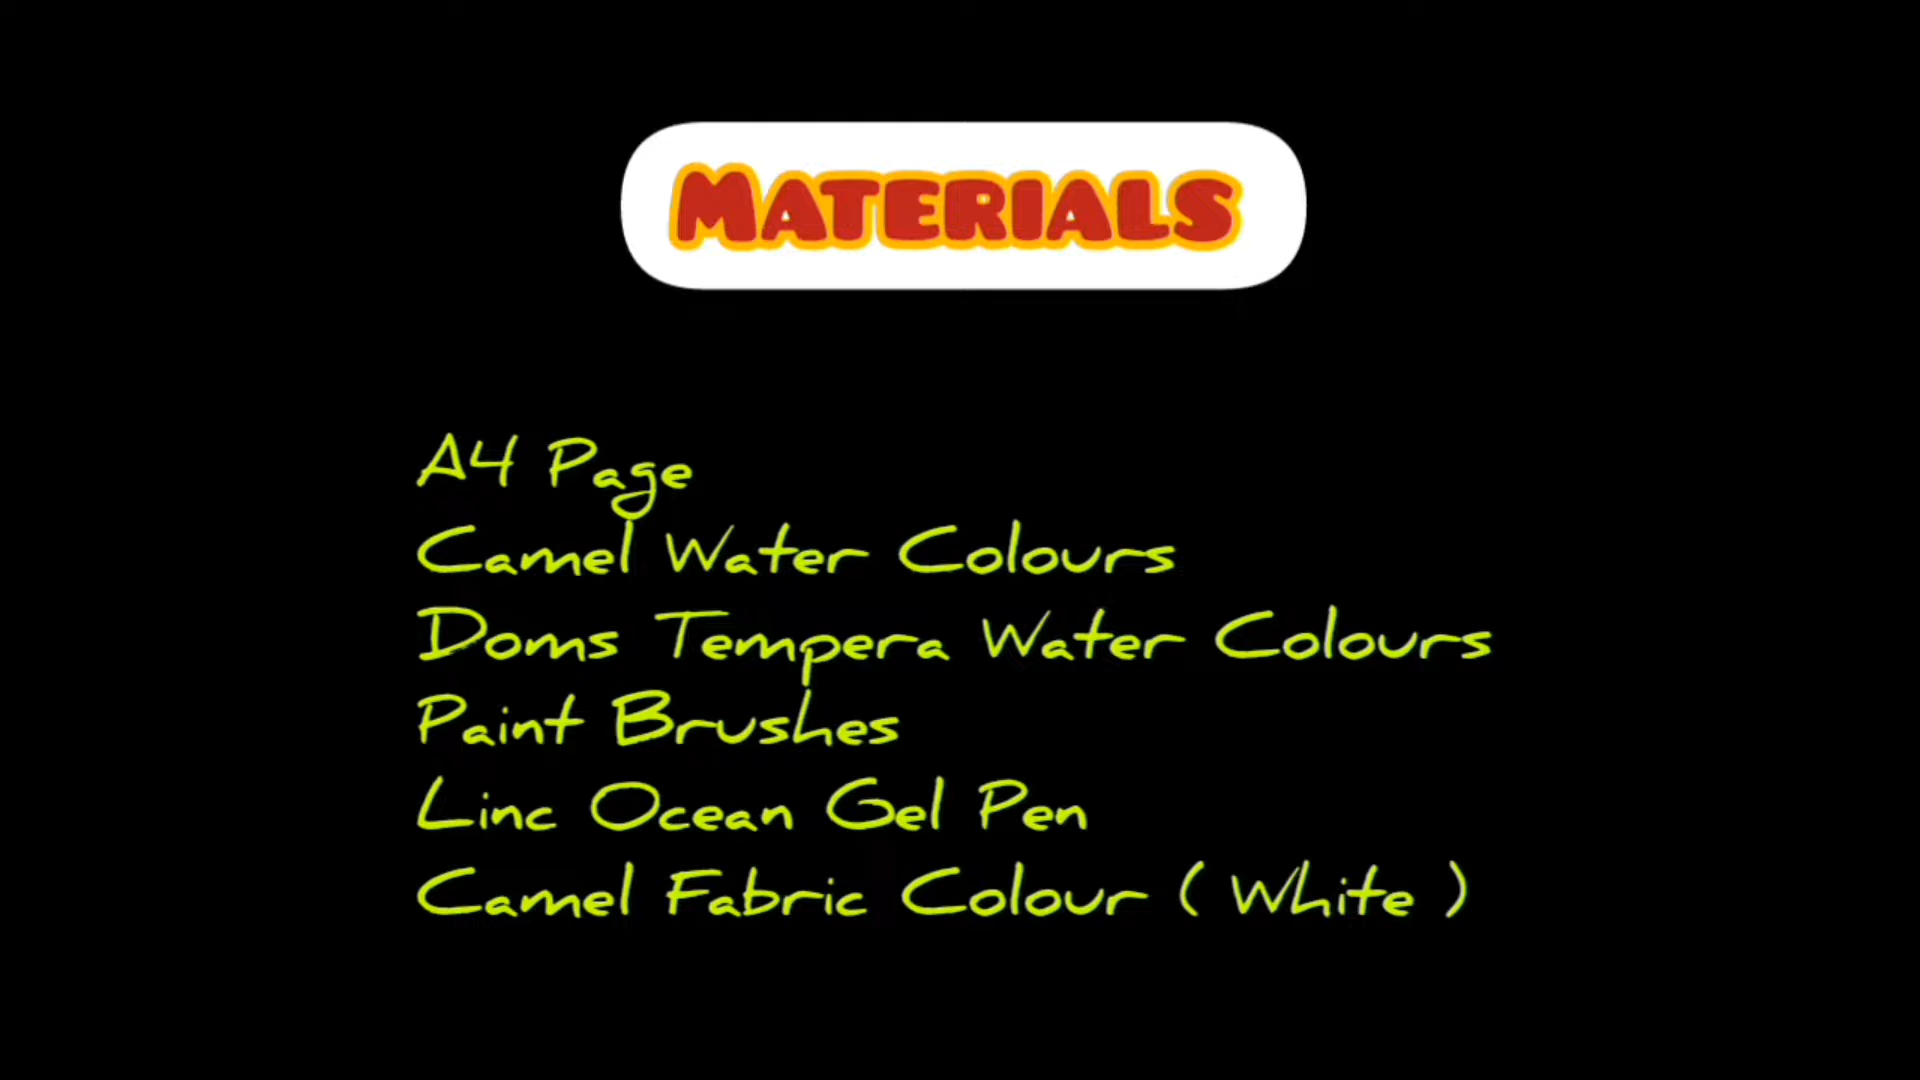 MATERIALS
A4 Page
Camel Water Colours
Doms Tempera Water Colours
Paint Brushes
Linc Ocean Gel Pen
Camel Fabric Colour ( White )